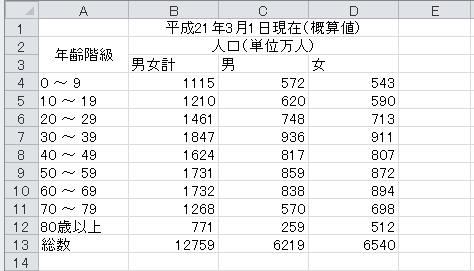 A B C D E
1 平成21年3月1日現在(概算値)
2 年齢階級 人口(単位万人)
3 男女計 男 女
4 0 ～ 9 1115 572 543
5 10 ～ 19 1210 620 590
6 20 ～ 29 1461 748 713
7 30 ～ 39 1847 936 911
8 40 ～ 49 1624 817 807
9 50 ～ 59 1731 859 872
10 60 ～ 69 1732 838 894
11 70 ～ 79 1268 570 698
12 80歳以上 771 259 512
13 総数 12759 6219 6540
14